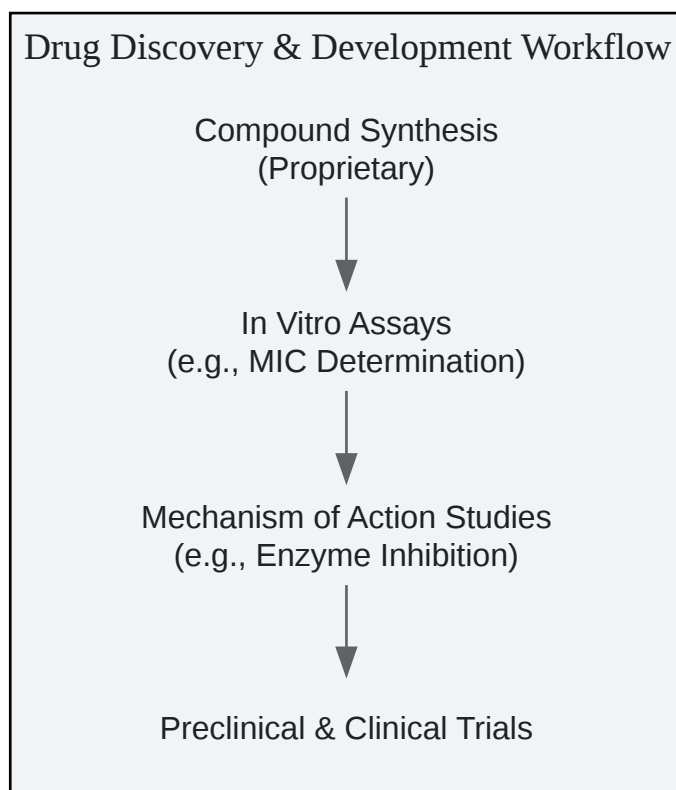 Drug Discovery & Development Workflow
Compound Synthesis
(Proprietary)
In Vitro Assays
(e.g., MIC Determination)
Mechanism of Action Studies
(e.g., Enzyme Inhibition)
Preclinical & Clinical Trials